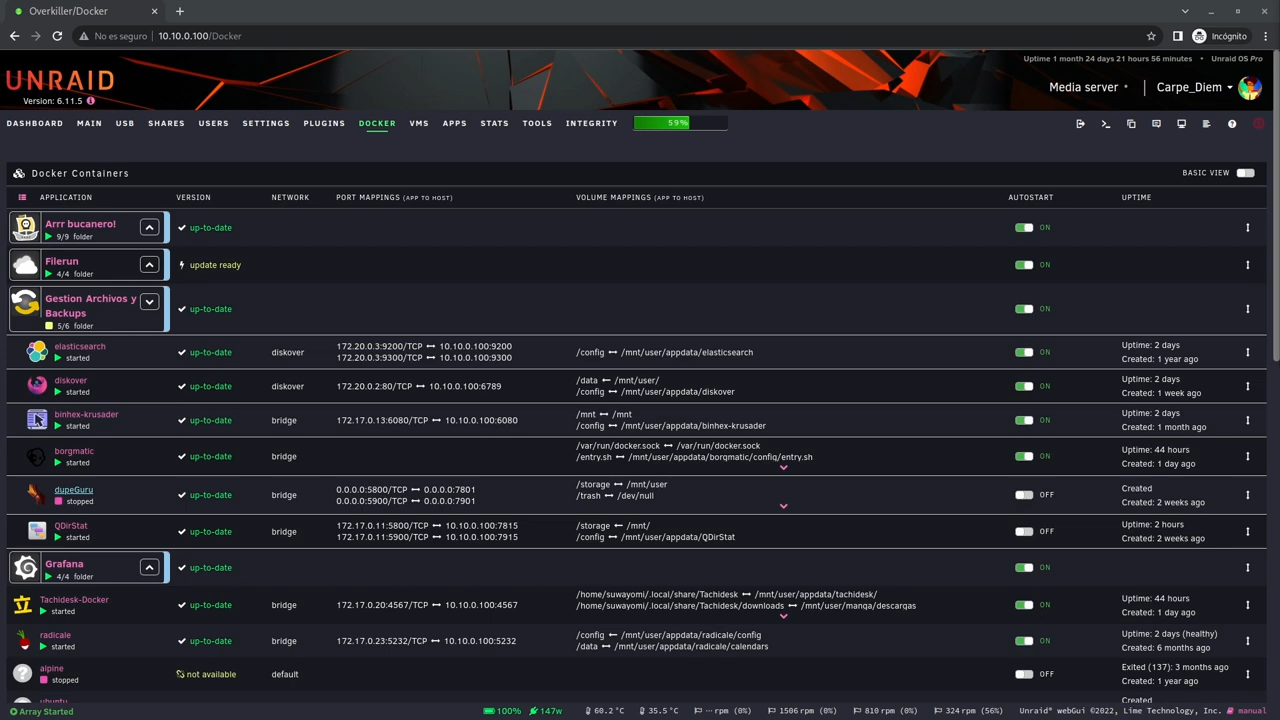 Overkiller/Docker
No es seguro | 10.10.0.100/Docker
Incógnito
UNRAID
Version: 6.11.5
Uptime 1 month 24 days 21 hours 56 minutes • Unraid OS Pro
Media server • Carpe_Diem
DASHBOARD MAIN USB SHARES USERS SETTINGS PLUGINS DOCKER VMS APPS STATS TOOLS INTEGRITY 59%
Docker Containers
BASIC VIEW
APPLICATION VERSION NETWORK PORT MAPPINGS (APP TO HOST) VOLUME MAPPINGS (APP TO HOST) AUTOSTART UPTIME
Arrr bucanero!
9/9 folder
up-to-date
ON
Filerun
4/4 folder
update ready
ON
Gestion Archivos y
Backups
5/6 folder
up-to-date
ON
elasticsearch
started
up-to-date
diskover
172.20.0.3:9200/TCP ↔ 10.10.0.100:9200
172.20.0.3:9300/TCP ↔ 10.10.0.100:9300
/config ↔ /mnt/user/appdata/elasticsearch
ON
Uptime: 2 days
Created: 1 year ago
diskover
started
up-to-date
diskover
172.20.0.2:80/TCP ↔ 10.10.0.100:6789
/data ← /mnt/user/
/config ↔ /mnt/user/appdata/diskover
ON
Uptime: 2 days
Created: 1 week ago
binhex-krusader
started
up-to-date
bridge
172.17.0.13:6080/TCP ↔ 10.10.0.100:6080
/mnt ↔ /mnt
/config ↔ /mnt/user/appdata/binhex-krusader
ON
Uptime: 2 days
Created: 1 month ago
borgmatic
started
up-to-date
bridge
/var/run/docker.sock ↔ /var/run/docker.sock
/entry.sh ↔ /mnt/user/appdata/borgmatic/config/entry.sh
ON
Uptime: 44 hours
Created: 1 day ago
dupeGuru
stopped
up-to-date
bridge
0.0.0.0:5800/TCP ↔ 0.0.0.0:7801
0.0.0.0:5900/TCP ↔ 0.0.0.0:7901
/storage ↔ /mnt/user
/trash ↔ /dev/null
OFF
Created
Created: 2 weeks ago
QDirStat
started
up-to-date
bridge
172.17.0.11:5800/TCP ↔ 10.10.0.100:7815
172.17.0.11:5900/TCP ↔ 10.10.0.100:7915
/storage ↔ /mnt/
/config ↔ /mnt/user/appdata/QDirStat
OFF
Uptime: 2 hours
Created: 2 weeks ago
Grafana
4/4 folder
up-to-date
ON
Tachidesk-Docker
started
up-to-date
bridge
172.17.0.20:4567/TCP ↔ 10.10.0.100:4567
/home/suwayomi/.local/share/Tachidesk ↔ /mnt/user/appdata/tachidesk/
/home/suwayomi/.local/share/Tachidesk/downloads ↔ /mnt/user/manga/descargas
ON
Uptime: 44 hours
Created: 1 day ago
radicale
started
up-to-date
bridge
172.17.0.23:5232/TCP ↔ 10.10.0.100:5232
/config ↔ /mnt/user/appdata/radicale/config
/data ↔ /mnt/user/appdata/radicale/calendars
ON
Uptime: 2 days (healthy)
Created: 6 months ago
alpine
stopped
not available
default
OFF
Exited (137): 3 months ago
Created: 1 year ago
ubuntu
Created
Array Started
100% 147w 60.2 °C 35.5 °C -- rpm (0%) 1506 rpm (0%) 810 rpm (0%) 324 rpm (56%) Unraid® webGui ©2022, Lime Technology, Inc. manual